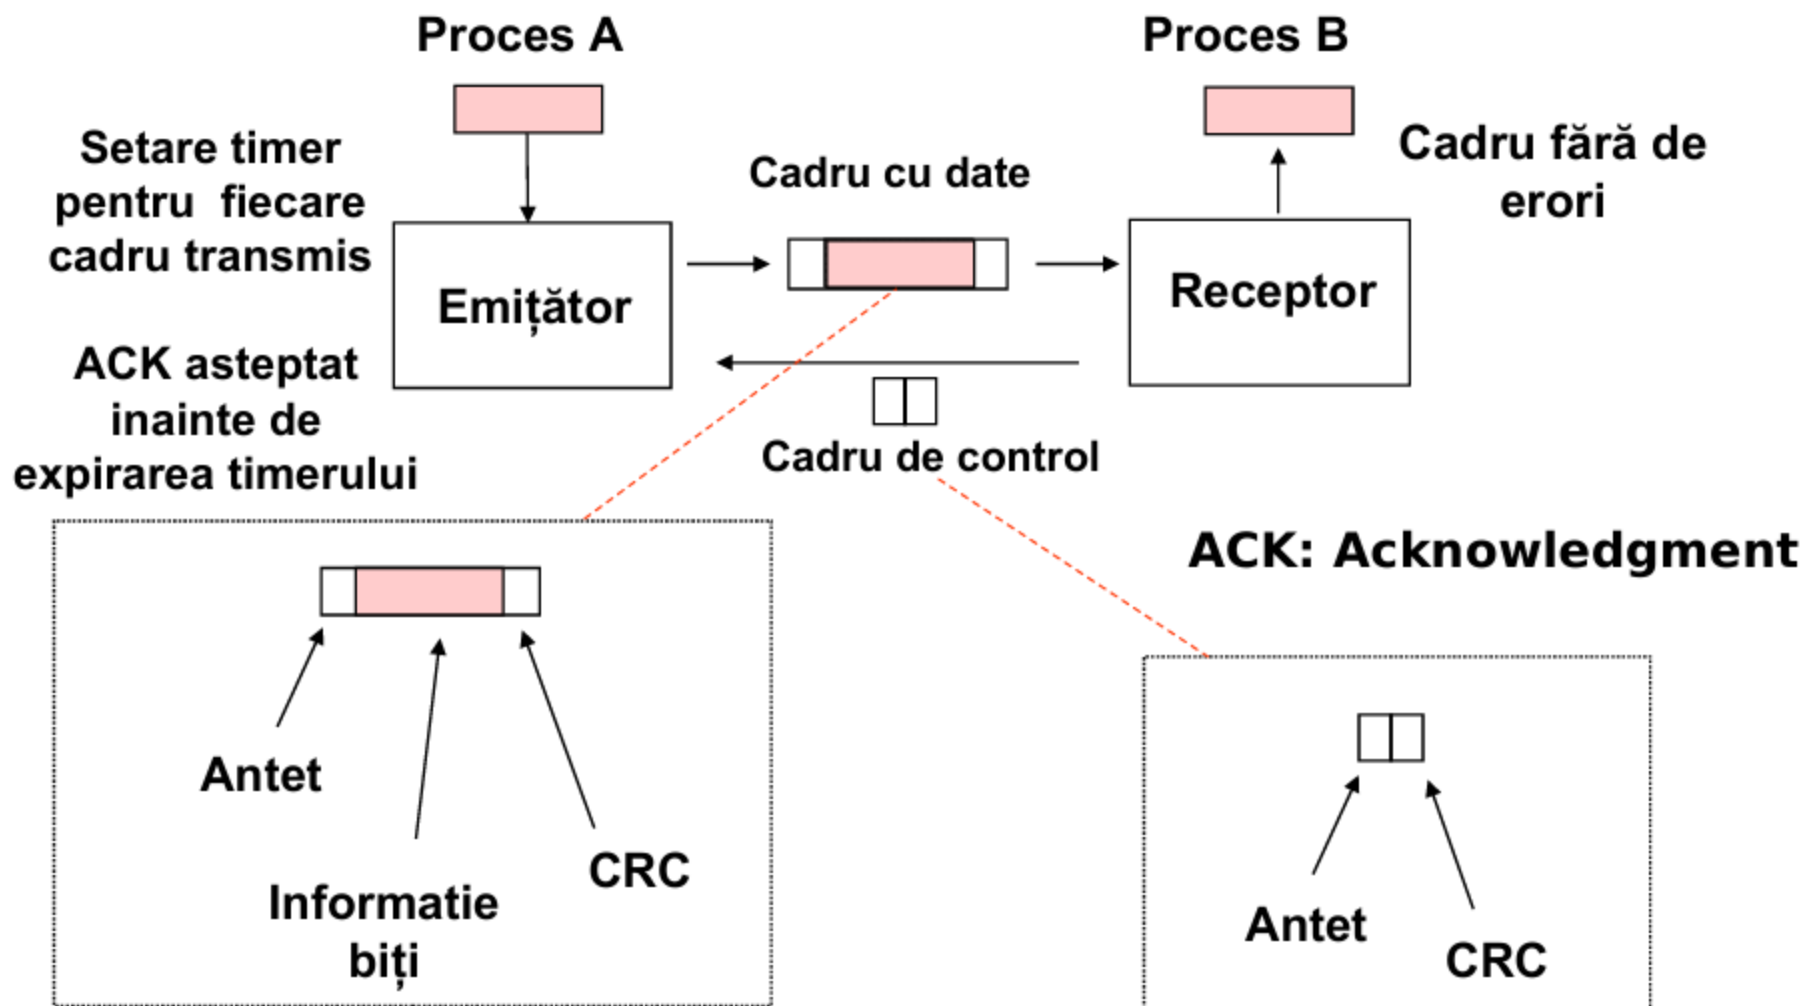 Proces A
Proces B
Setare timer
pentru fiecare
cadru transmis
Cadru cu date
Cadru fără de
erori
Emițător
Receptor
ACK asteptat
inainte de
expirarea timerului
Cadru de control
ACK: Acknowledgment
Antet
Informatie
biți
CRC
Antet
CRC